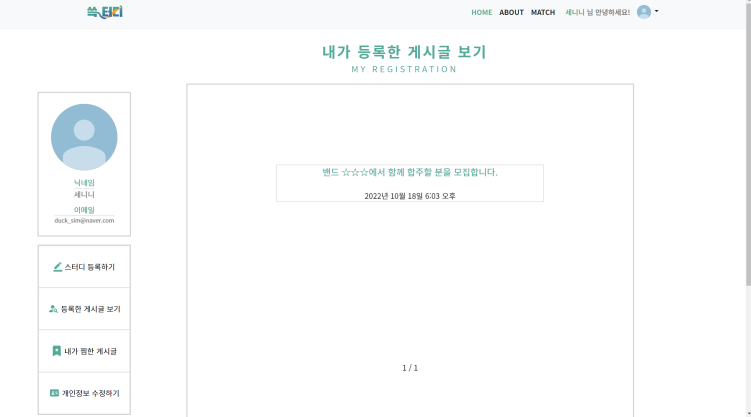 쓱터디
HOME ABOUT MATCH 세니니 님 안녕하세요!
내가 등록한 게시글 보기
MY REGISTRATION
닉네임
세니니
이메일
duck_sim@naver.com
스터디 등록하기
등록한 게시글 보기
내가 찜한 게시글
개인정보 수정하기
밴드 ☆☆☆에서 함께 합주할 분을 모집합니다.
2022년 10월 18일 6:03 오후
1 / 1